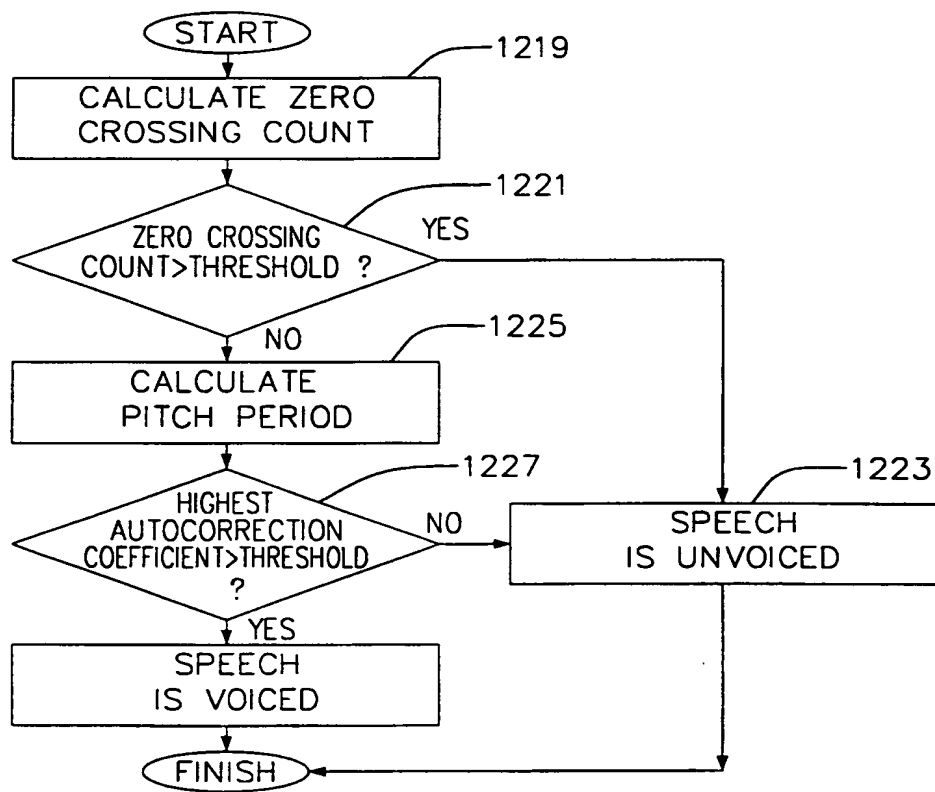 START
1219
CALCULATE ZERO
CROSSING COUNT
1221
ZERO CROSSING
COUNT>THRESHOLD ?
YES
NO
1225
CALCULATE
PITCH PERIOD
1227
HIGHEST
AUTOCORRECTION
COEFFICIENT>THRESHOLD
?
NO
1223
SPEECH
IS UNVOICED
YES
SPEECH
IS VOICED
FINISH